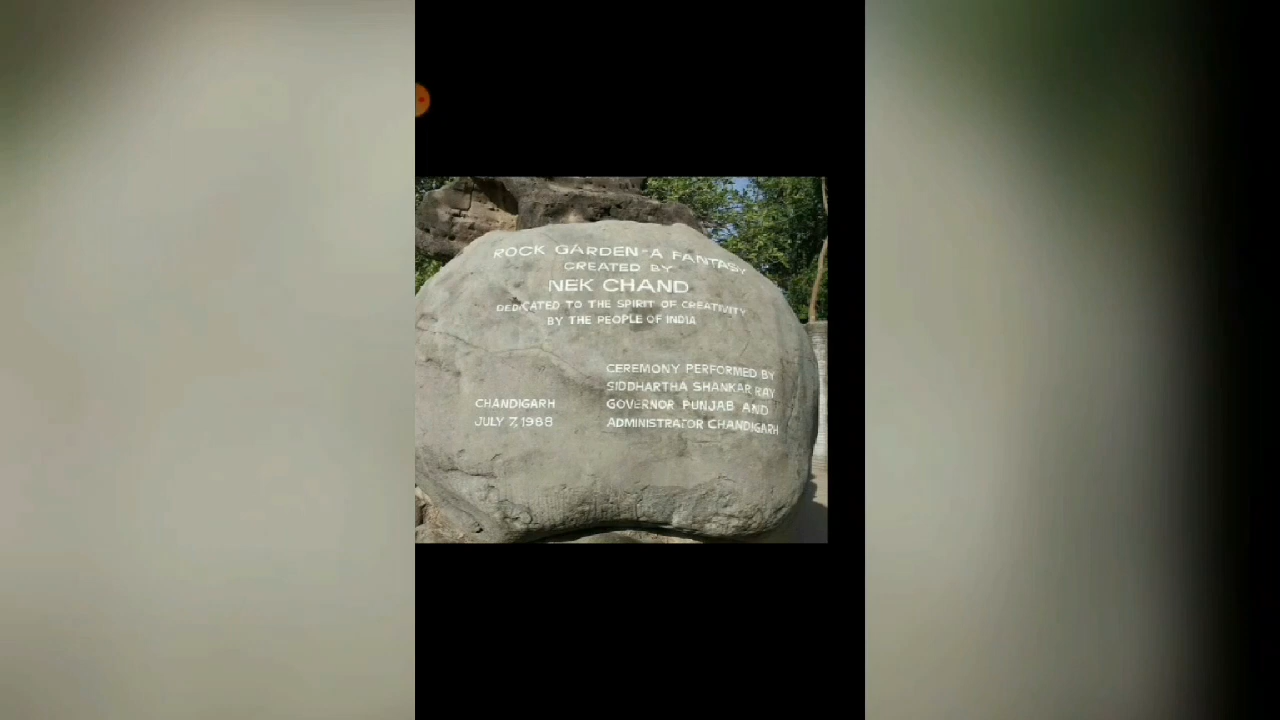 ROCK GARDEN-A FANTASY
CREATED BY
NEK CHAND
DEDICATED TO THE SPIRIT OF CREATIVITY
BY THE PEOPLE OF INDIA
CEREMONY PERFORMED BY
SIDDHARTHA SHANKAR RAY
GOVERNOR PUNJAB AND
ADMINISTRATOR CHANDIGARH
CHANDIGARH
JULY 7, 1988